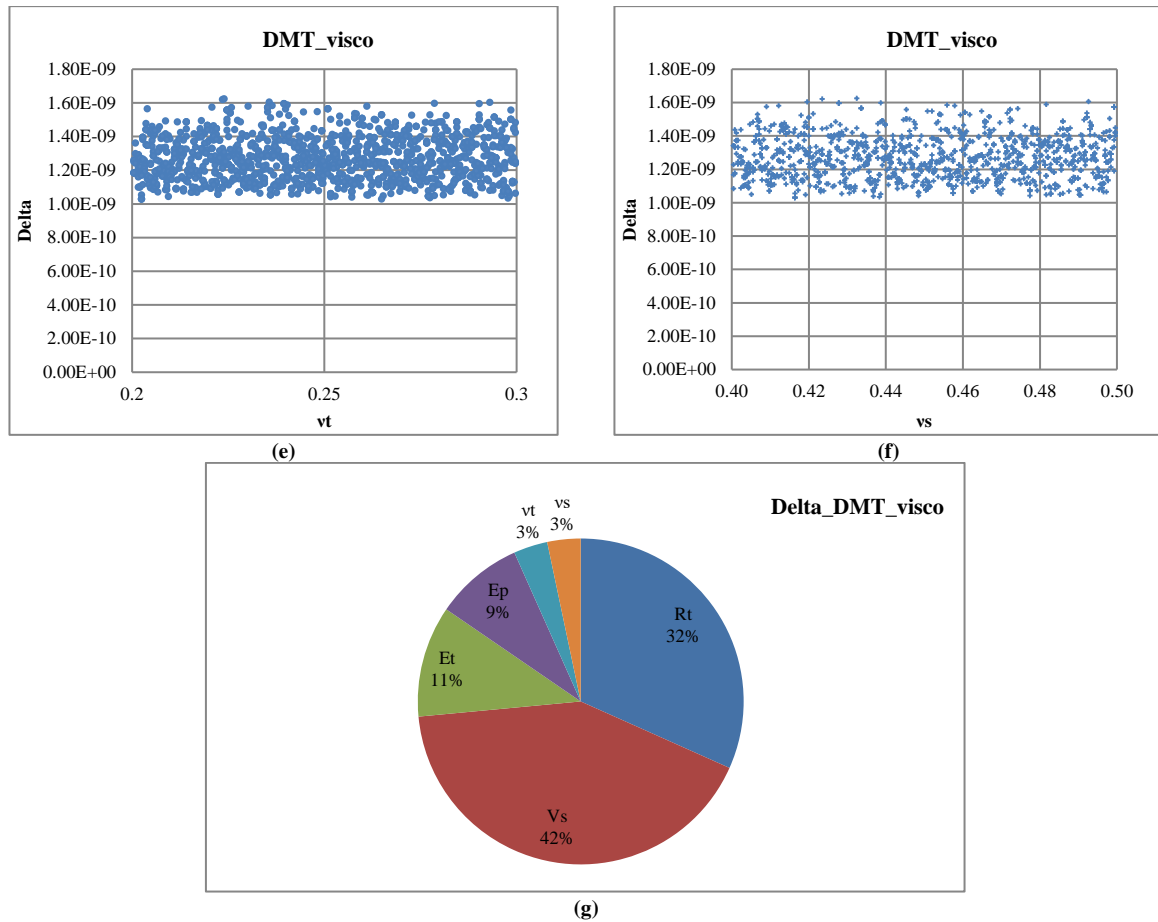 DMT_visco
1.80E-09
1.60E-09
1.40E-09
1.20E-09
1.00E-09
8.00E-10
6.00E-10
4.00E-10
2.00E-10
0.00E+00
Delta
0.2
0.25
0.3
νt
(e)
DMT_visco
1.80E-09
1.60E-09
1.40E-09
1.20E-09
1.00E-09
8.00E-10
6.00E-10
4.00E-10
2.00E-10
0.00E+00
Delta
0.40
0.42
0.44
0.46
0.48
0.50
νs
(f)
Delta_DMT_visco
νt
3%
νs
3%
Ep
9%
Et
11%
Rt
32%
Vs
42%
(g)